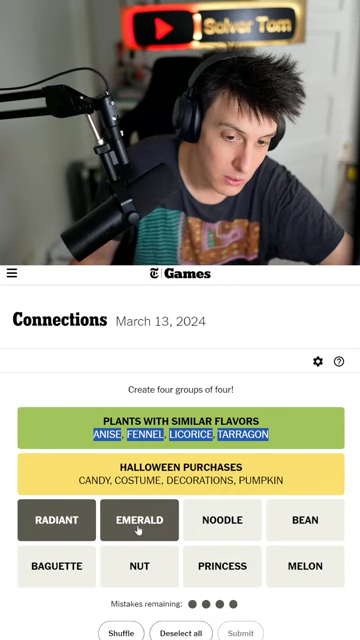 Solver Tom
T Games
Connections March 13, 2024
Create four groups of four!
PLANTS WITH SIMILAR FLAVORS
ANISE, FENNEL, LICORICE, TARRAGON
HALLOWEEN PURCHASES
CANDY, COSTUME, DECORATIONS, PUMPKIN
RADIANT EMERALD NOODLE BEAN
BAGUETTE NUT PRINCESS MELON
Mistakes remaining:
Shuffle Deselect all Submit